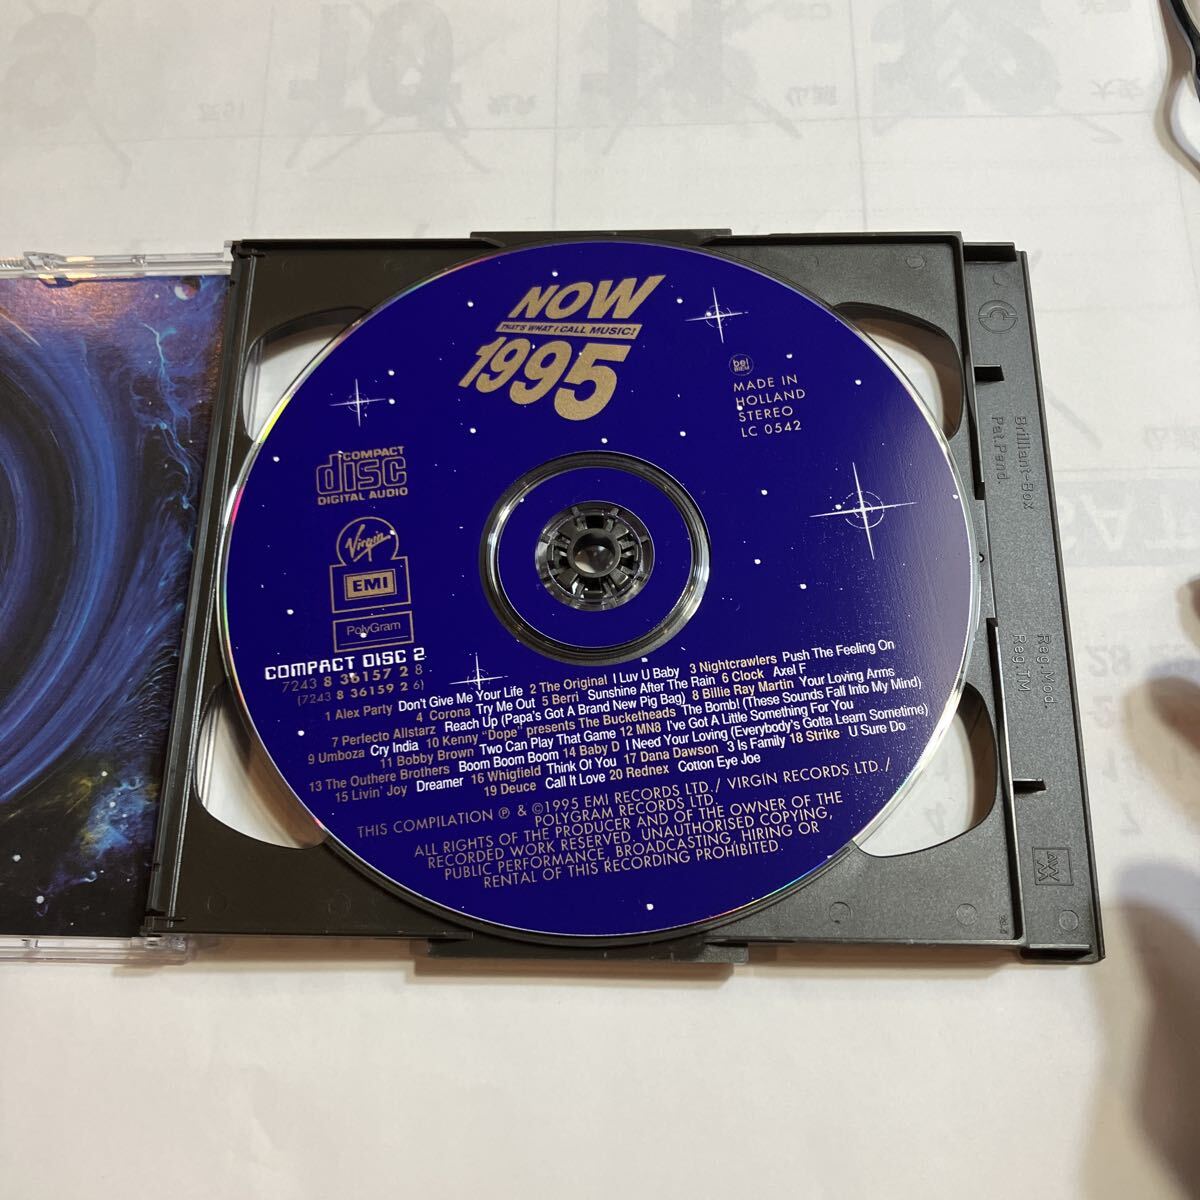 NOW
THAT'S WHAT I CALL MUSIC!
1995
bel
BIEM
MADE IN
HOLLAND
STEREO
LC 0542
COMPACT
disc
DIGITAL AUDIO
Virgin
EMI
PolyGram
COMPACT DISC 2
7243 8 36157 2 8
(7243 8 36159 2 6)
1 Alex Party Don't Give Me Your Life 2 The Original I Luv U Baby 3 Nightcrawlers Push The Feeling On
4 Corona Try Me Out 5 Berri Sunshine After The Rain 6 Clock Axel F
7 Perfecto Allstarz Reach Up (Papa's Got A Brand New Pig Bag) 8 Billie Ray Martin Your Loving Arms
9 Umboza Cry India 10 Kenny "Dope" presents The Bucketheads The Bomb! (These Sounds Fall Into My Mind)
11 Bobby Brown Two Can Play That Game 12 MN8 I've Got A Little Something For You
13 The Outhere Brothers Boom Boom Boom 14 Baby D I Need Your Loving (Everybody's Gotta Learn Sometime)
15 Livin' Joy Dreamer 16 Whigfield Think Of You 17 Dana Dawson 3 Is Family 18 Strike U Sure Do
19 Deuce Call It Love 20 Rednex Cotton Eye Joe
THIS COMPILATION ℗ & ©1995 EMI RECORDS LTD./ VIRGIN RECORDS LTD./
POLYGRAM RECORDS LTD.
ALL RIGHTS OF THE PRODUCER AND OF THE OWNER OF THE
RECORDED WORK RESERVED. UNAUTHORISED COPYING,
PUBLIC PERFORMANCE, BROADCASTING, HIRING OR
RENTAL OF THIS RECORDING PROHIBITED.
Brilliant-Box
Pat.Pend
Reg.Mod.
Reg.TM